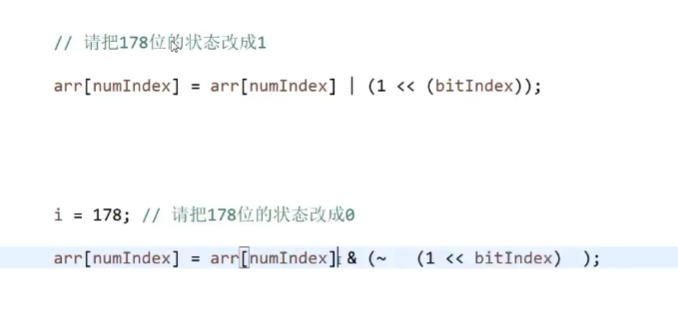 // 请把178位的状态改成1
arr[numIndex] = arr[numIndex] | (1 << (bitIndex));
i = 178; // 请把178位的状态改成0
arr[numIndex] = arr[numIndex] & (~ (1 << bitIndex) );